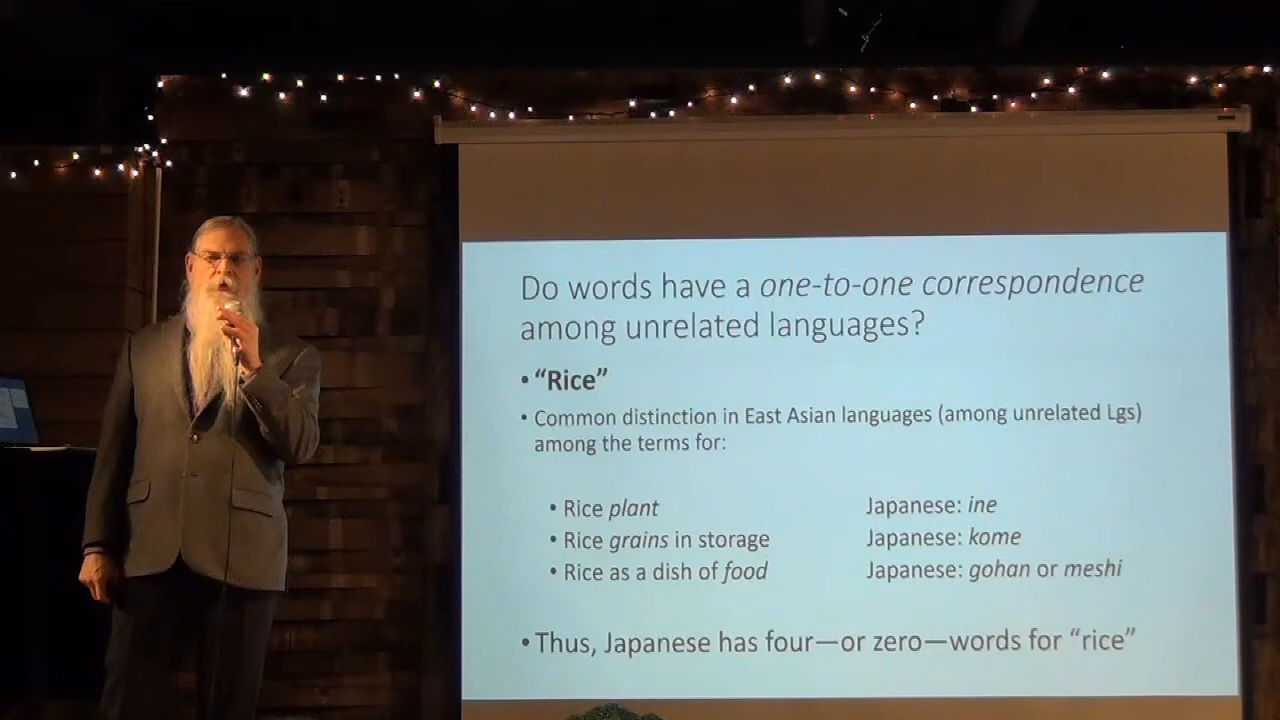 Do words have a one-to-one correspondence
among unrelated languages?
• “Rice”
• Common distinction in East Asian languages (among unrelated Lgs)
among the terms for:
• Rice plant Japanese: ine
• Rice grains in storage Japanese: kome
• Rice as a dish of food Japanese: gohan or meshi
• Thus, Japanese has four—or zero—words for “rice”